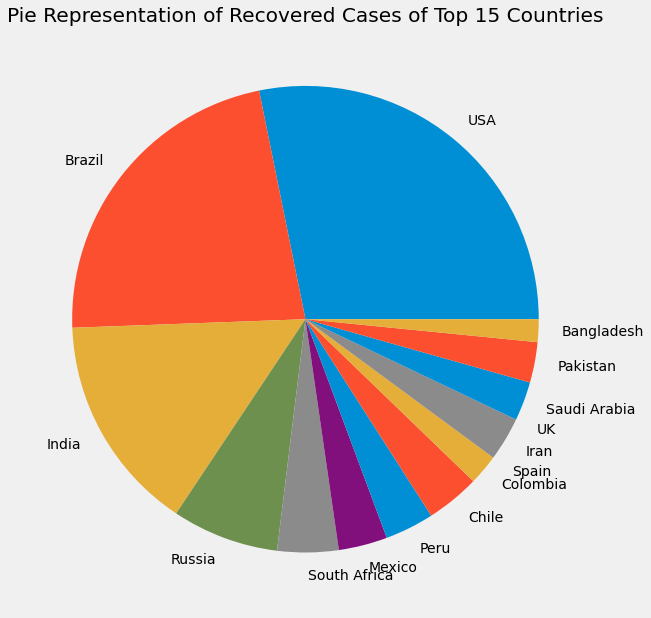 Pie Representation of Recovered Cases of Top 15 Countries
USA
Brazil
India
Russia
South Africa
Mexico
Peru
Chile
Colombia
Spain
Iran
UK
Saudi Arabia
Pakistan
Bangladesh